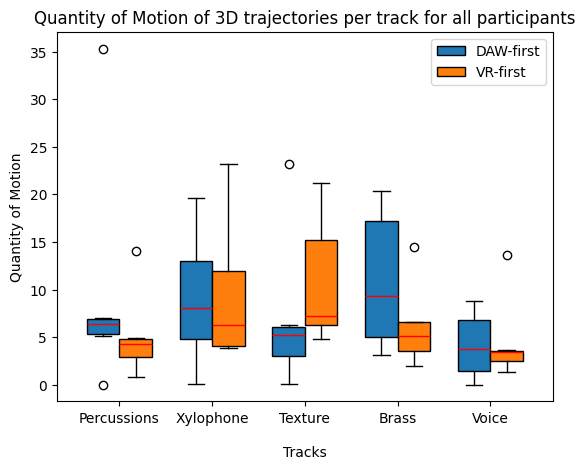 Quantity of Motion of 3D trajectories per track for all participants
DAW-first
VR-first
Quantity of Motion
35
30
25
20
15
10
5
0
Percussions
Xylophone
Texture
Brass
Voice
Tracks